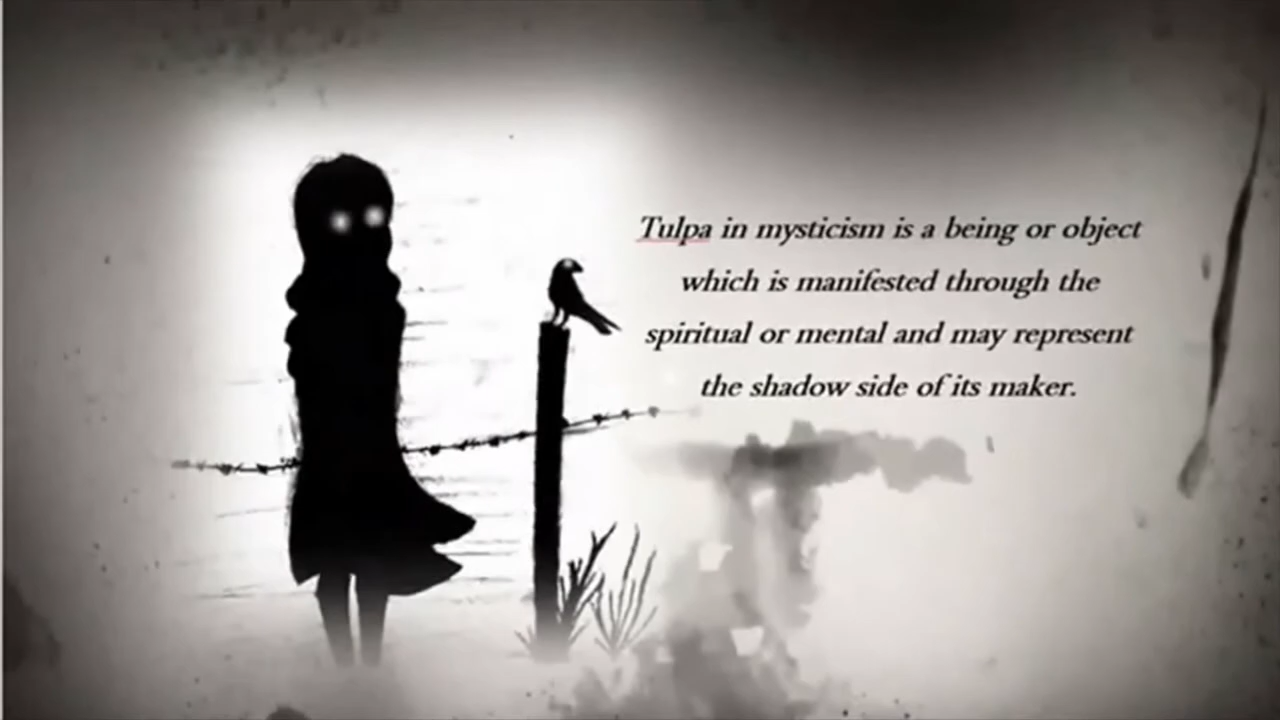 Tulpa in mysticism is a being or object
which is manifested through the
spiritual or mental and may represent
the shadow side of its maker.